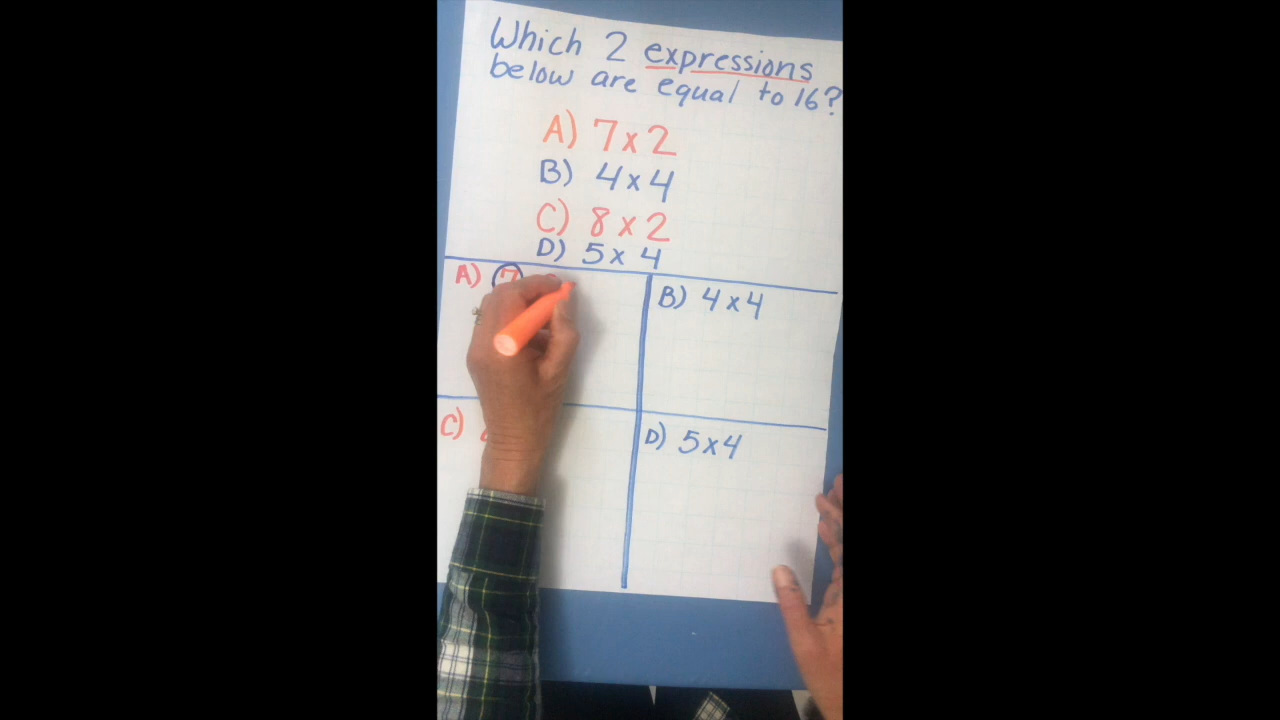 Which 2 expressions
below are equal to 16?
A) 7 x 2
B) 4 x 4
C) 8 x 2
D) 5 x 4
A) 7
B) 4 x 4
C)
D) 5 x 4